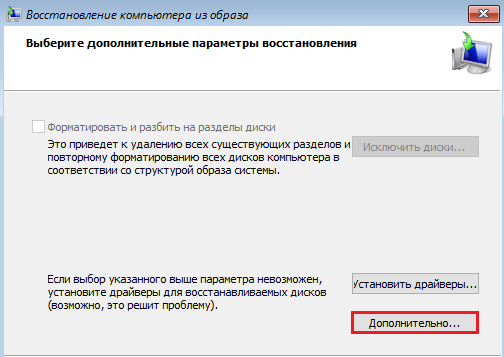 Восстановление компьютера из образа
Выберите дополнительные параметры восстановления
Форматировать и разбить на разделы диски
Это приведет к удалению всех существующих разделов и
повторному форматированию всех дисков компьютера в
соответствии со структурой образа системы.
Исключить диски...
Если выбор указанного выше параметра невозможен,
установите драйверы для восстанавливаемых дисков
(возможно, это решит проблему).
Установить драйверы...
Дополнительно...